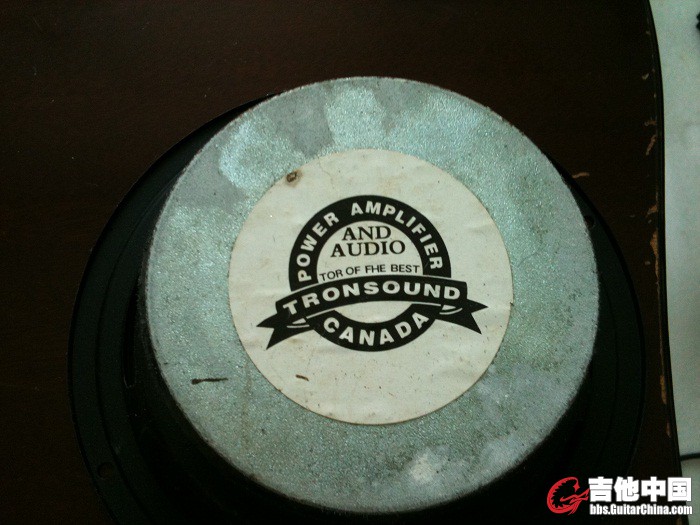 POWER AMPLIFIER
AND
AUDIO
TOR OF FHE BEST
TRONSOUND
CANADA
吉他中国
bbs.GuitarChina.com